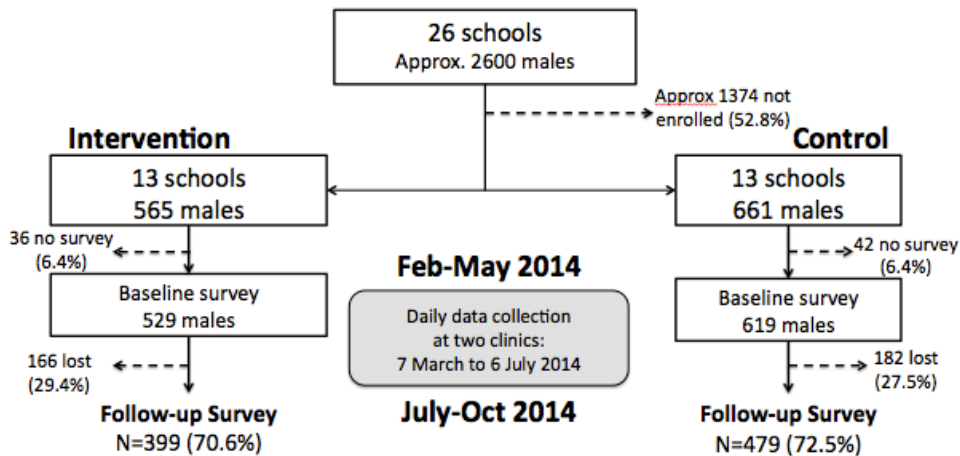 26 schools
Approx. 2600 males
Approx 1374 not
enrolled (52.8%)
Intervention
Control
13 schools
565 males
13 schools
661 males
36 no survey
(6.4%)
42 no survey
(6.4%)
Feb-May 2014
Baseline survey
529 males
Daily data collection
at two clinics:
7 March to 6 July 2014
Baseline survey
619 males
166 lost
(29.4%)
182 lost
(27.5%)
July-Oct 2014
Follow-up Survey
N=399 (70.6%)
Follow-up Survey
N=479 (72.5%)